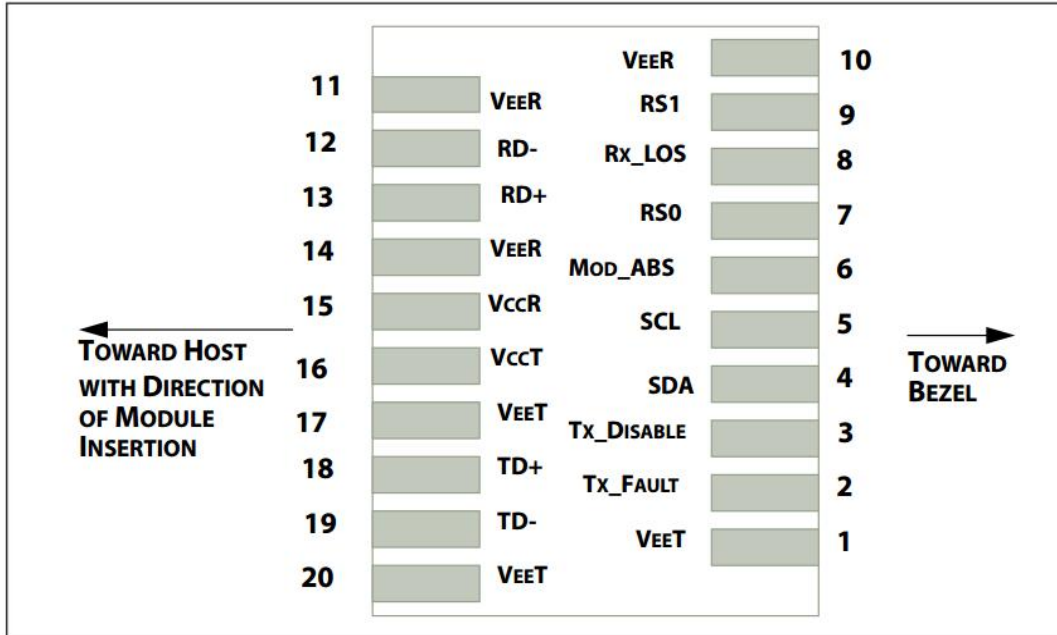 11
VEER
12
RD-
13
RD+
14
VEER
15
VCCR
16
VCCT
17
VEET
18
TD+
19
TD-
20
VEET
TOWARD HOST
WITH DIRECTION
OF MODULE
INSERTION
VEER
10
RS1
9
RX_LOS
8
RS0
7
MOD_ABS
6
SCL
5
SDA
4
TX_DISABLE
3
TX_FAULT
2
VEET
1
TOWARD
BEZEL